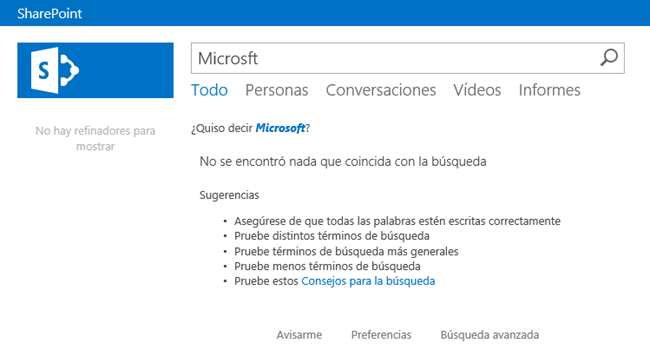 SharePoint
S
Microsft
Todo Personas Conversaciones Vídeos Informes
No hay refinadores para
mostrar
¿Quiso decir Microsoft?
No se encontró nada que coincida con la búsqueda
Sugerencias
• Asegúrese de que todas las palabras estén escritas correctamente
• Pruebe distintos términos de búsqueda
• Pruebe términos de búsqueda más generales
• Pruebe menos términos de búsqueda
• Pruebe estos Consejos para la búsqueda
Avisarme Preferencias Búsqueda avanzada